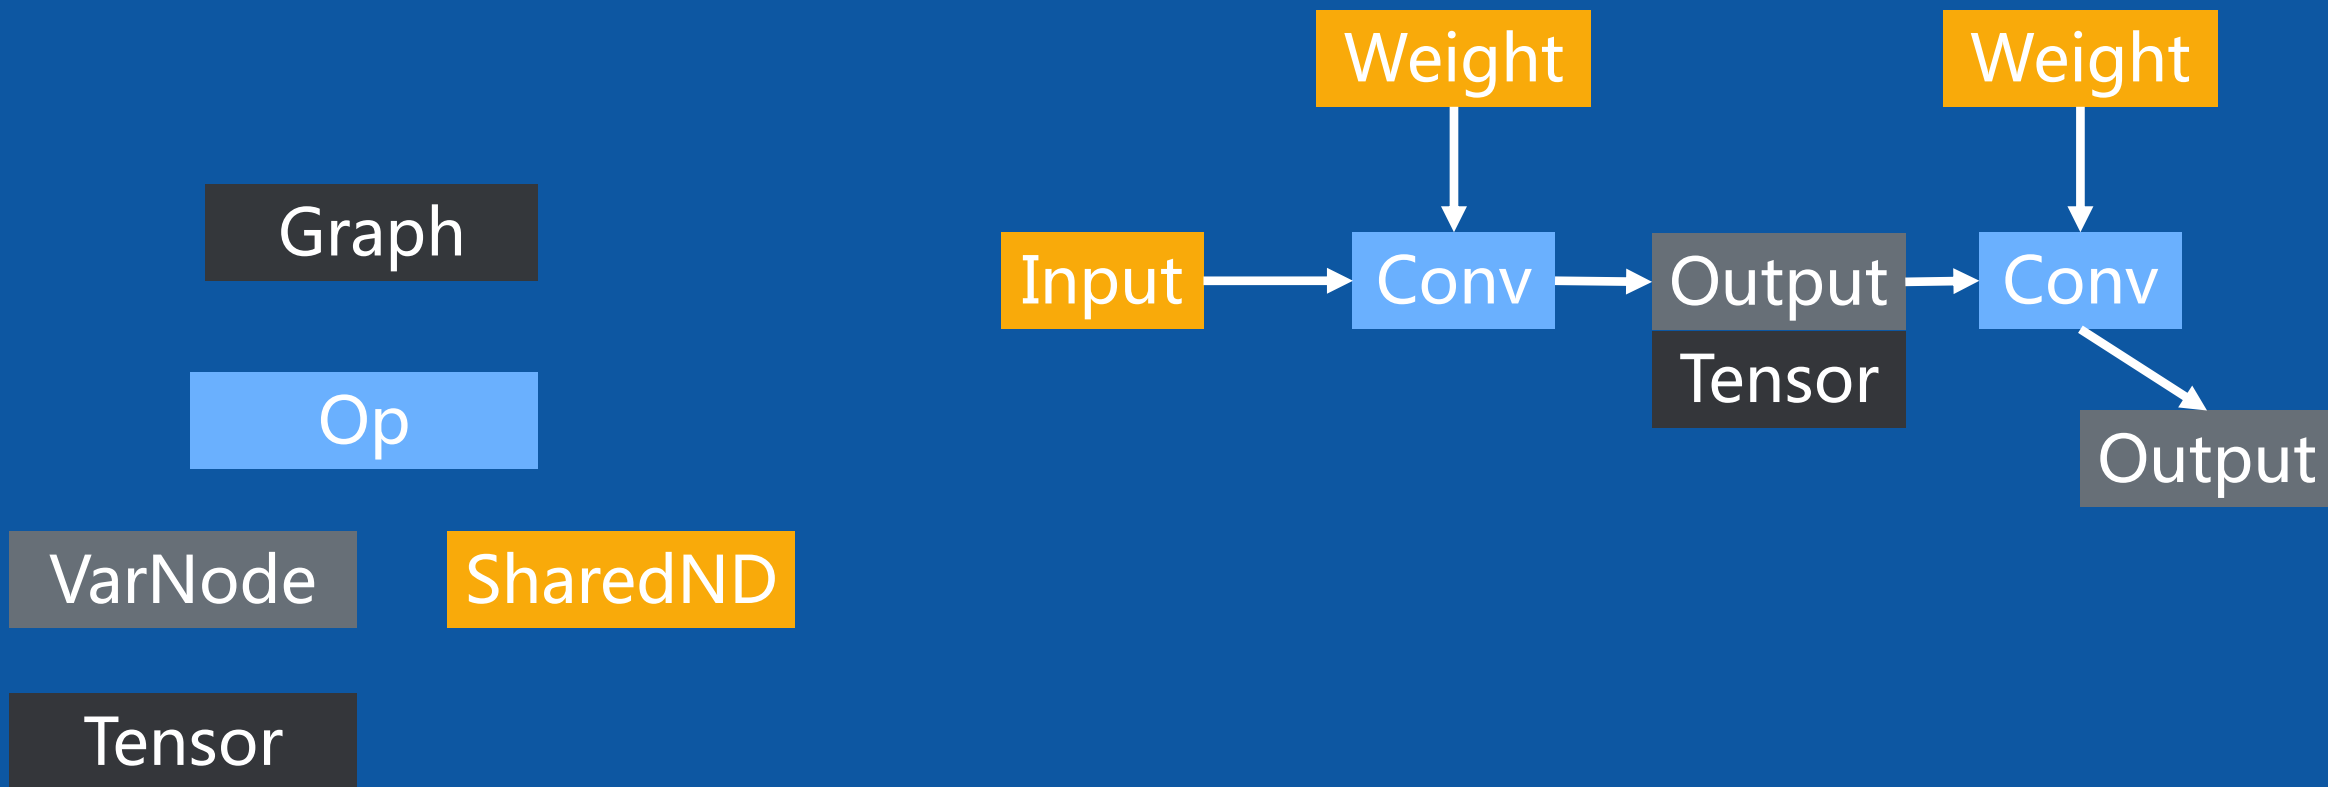 Graph
Op
VarNode
SharedND
Tensor
Weight
Weight
Input
Conv
Output
Conv
Tensor
Output